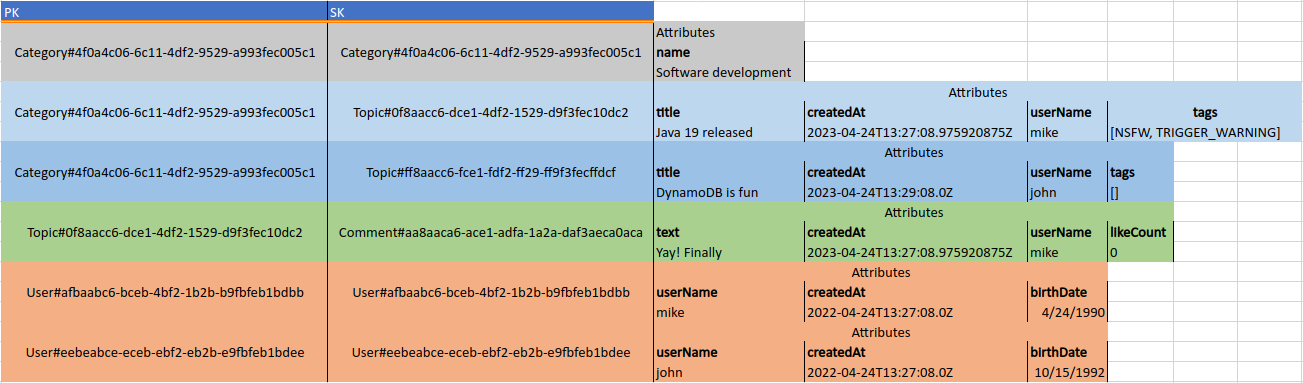 PK SK
Attributes
Category#4f0a4c06-6c11-4df2-9529-a993fec005c1 Category#4f0a4c06-6c11-4df2-9529-a993fec005c1 name
Software development
Attributes
Category#4f0a4c06-6c11-4df2-9529-a993fec005c1 Topic#0f8aacc6-dce1-4df2-1529-d9f3fec10dc2 title createdAt userName tags
Java 19 released 2023-04-24T13:27:08.975920875Z mike [NSFW, TRIGGER_WARNING]
Attributes
Category#4f0a4c06-6c11-4df2-9529-a993fec005c1 Topic#ff8aacc6-fce1-fdf2-ff29-ff9f3fecffdcf title createdAt userName tags
DynamoDB is fun 2023-04-24T13:29:08.0Z john []
Attributes
Topic#0f8aacc6-dce1-4df2-1529-d9f3fec10dc2 Comment#aa8aaca6-ace1-adfa-1a2a-daf3aeca0aca text createdAt userName likeCount
Yay! Finally 2023-04-24T13:27:08.975920875Z mike 0
Attributes
User#afbaabc6-bceb-4bf2-1b2b-b9fbfeb1bdbb User#afbaabc6-bceb-4bf2-1b2b-b9fbfeb1bdbb userName createdAt birthDate
mike 2022-04-24T13:27:08.0Z 4/24/1990
Attributes
User#eebeabce-eceb-ebf2-eb2b-e9fbfeb1bdee User#eebeabce-eceb-ebf2-eb2b-e9fbfeb1bdee userName createdAt birthDate
john 2022-04-24T13:27:08.0Z 10/15/1992